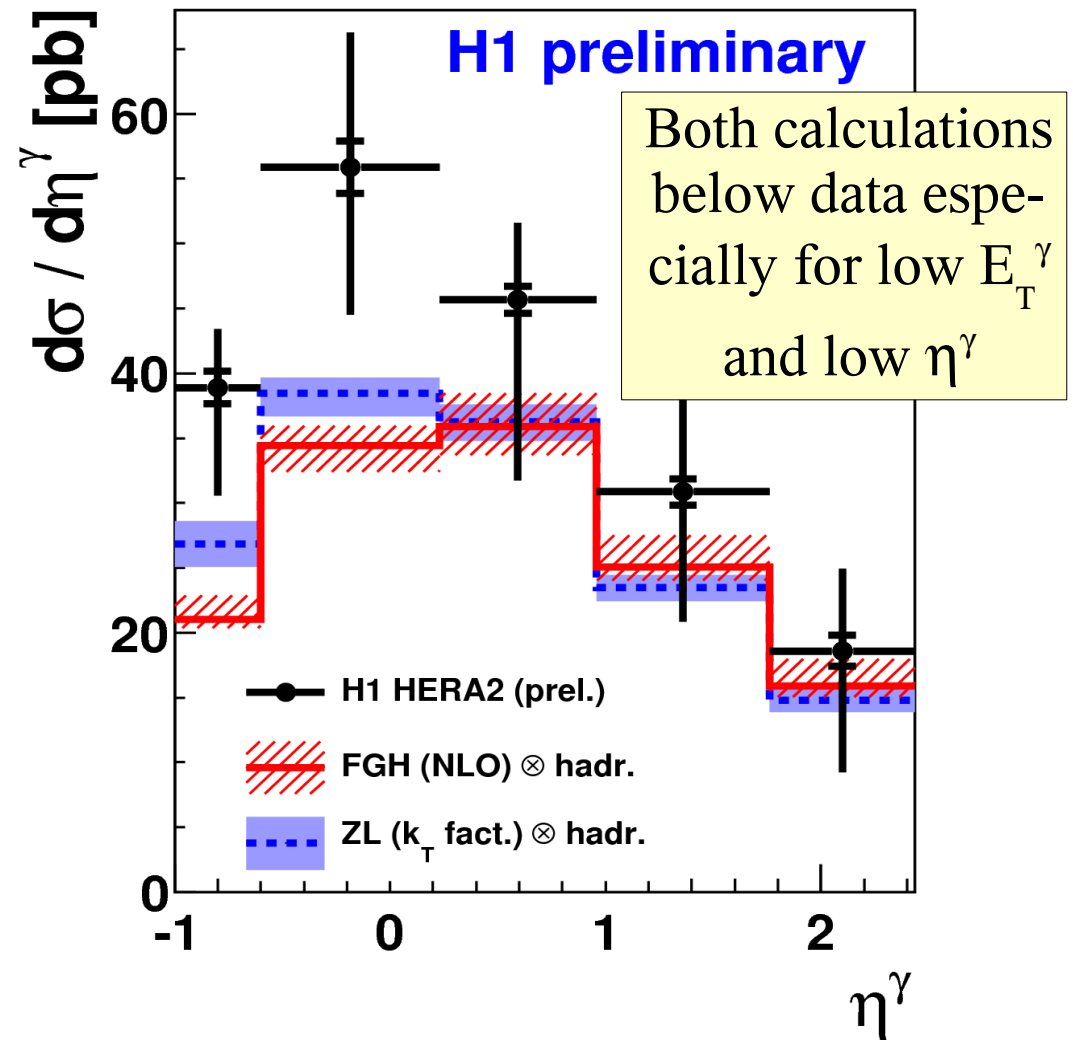 H1 preliminary
dσ / dη^γ [pb]
Both calculations
below data espe-
cially for low E_T^γ
and low η^γ
60
40
20
0
H1 HERA2 (prel.)
FGH (NLO) ⊗ hadr.
ZL (k_T fact.) ⊗ hadr.
-1 0 1 2
η^γ